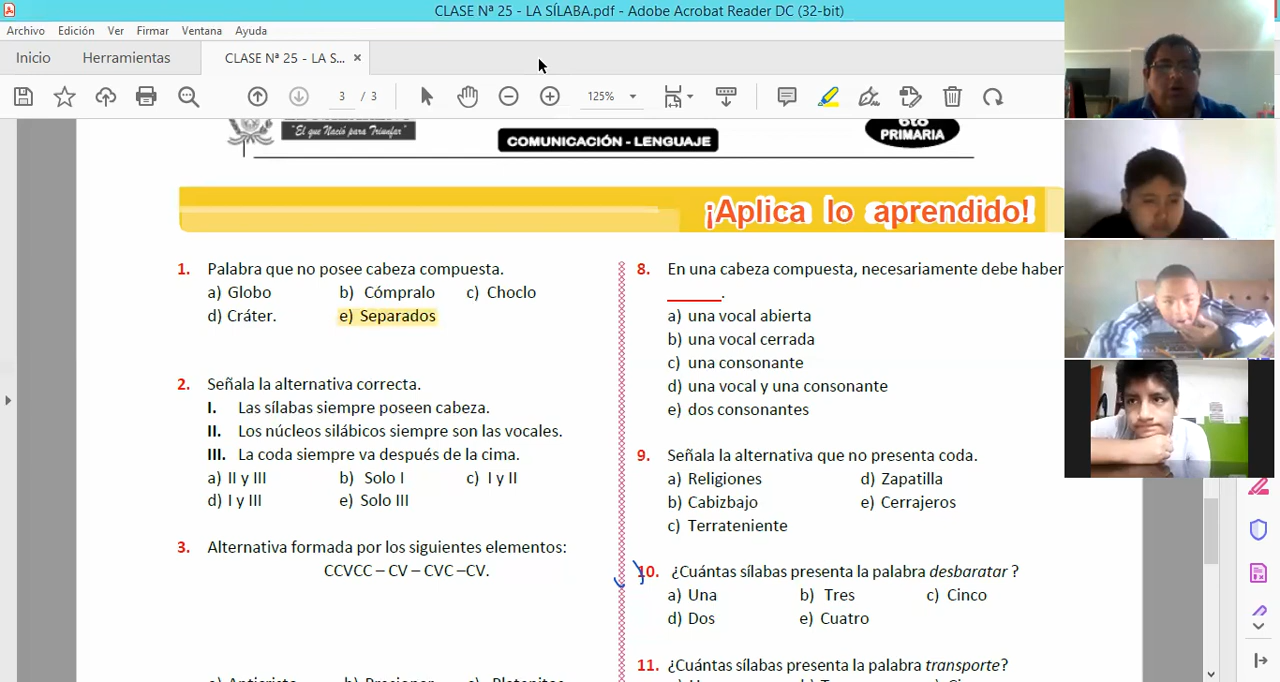 CLASE Nª 25 - LA SÍLABA.pdf - Adobe Acrobat Reader DC (32-bit)
Archivo Edición Ver Firmar Ventana Ayuda
Inicio Herramientas CLASE Nª 25 - LA S... ×
3 / 3 125%
"El que Nació para Triunfar"
COMUNICACIÓN - LENGUAJE
6to
PRIMARIA
¡Aplica lo aprendido!
1. Palabra que no posee cabeza compuesta.
a) Globo b) Cómpralo c) Choclo
d) Cráter. e) Separados
2. Señala la alternativa correcta.
I. Las sílabas siempre poseen cabeza.
II. Los núcleos silábicos siempre son las vocales.
III. La coda siempre va después de la cima.
a) II y III b) Solo I c) I y II
d) I y III e) Solo III
3. Alternativa formada por los siguientes elementos:
CCVCC – CV – CVC –CV.
a) Anticristo b) Presionar c) Plateņitos
8. En una cabeza compuesta, necesariamente debe haber
______.
a) una vocal abierta
b) una vocal cerrada
c) una consonante
d) una vocal y una consonante
e) dos consonantes
9. Señala la alternativa que no presenta coda.
a) Religiones d) Zapatilla
b) Cabizbajo e) Cerrajeros
c) Terrateniente
10. ¿Cuántas sílabas presenta la palabra desbaratar ?
a) Una b) Tres c) Cinco
d) Dos e) Cuatro
11. ¿Cuántas sílabas presenta la palabra transporte?